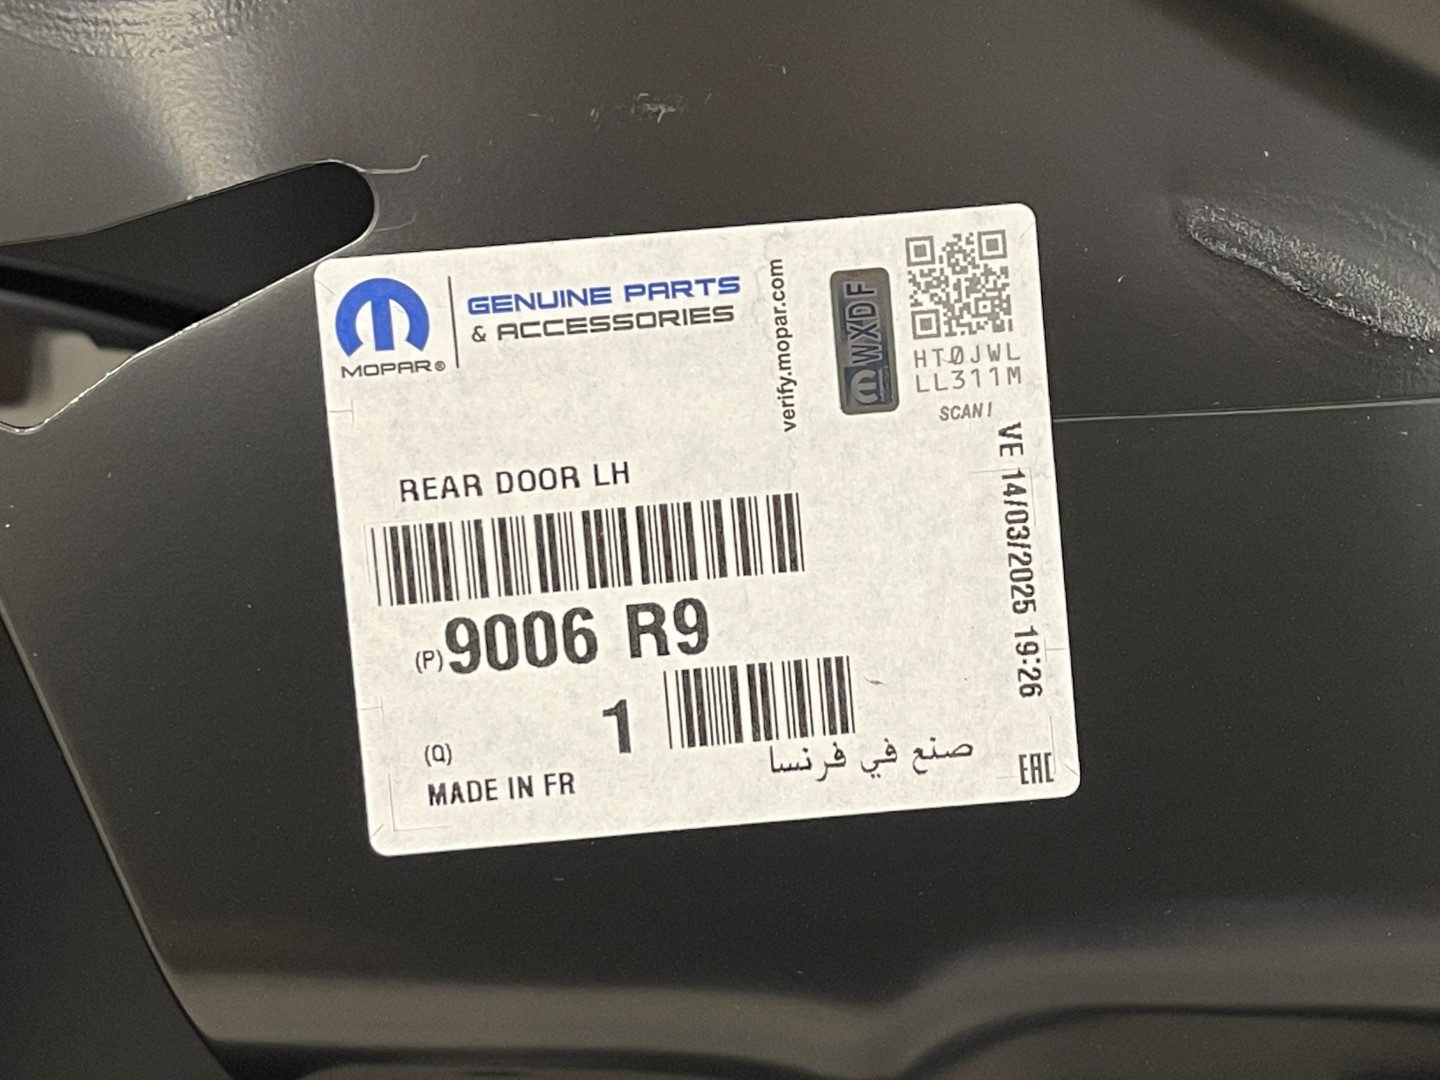 MOPAR®
GENUINE PARTS
& ACCESSORIES
verify.mopar.com
WXDF
HT0JWL
LL311M
SCAN!
VE 14/03/2025 19:26
REAR DOOR LH
(P) 9006 R9
(Q) 1
صنع في فرنسا
MADE IN FR
EAC